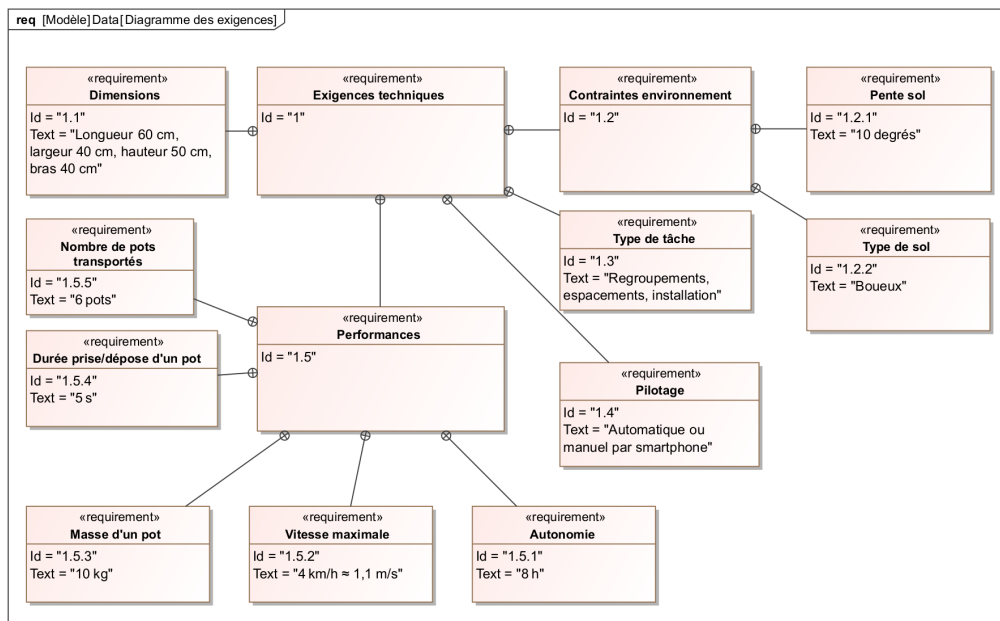 req [Modèle] Data [Diagramme des exigences]
«requirement»
Dimensions
Id = "1.1"
Text = "Longueur 60 cm,
largeur 40 cm, hauteur 50 cm,
bras 40 cm"
«requirement»
Exigences techniques
Id = "1"
«requirement»
Contraintes environnement
Id = "1.2"
«requirement»
Pente sol
Id = "1.2.1"
Text = "10 degrés"
«requirement»
Nombre de pots
transportés
Id = "1.5.5"
Text = "6 pots"
«requirement»
Type de tâche
Id = "1.3"
Text = "Regroupements,
espacements, installation"
«requirement»
Type de sol
Id = "1.2.2"
Text = "Boueux"
«requirement»
Durée prise/dépose d'un pot
Id = "1.5.4"
Text = "5 s"
«requirement»
Performances
Id = "1.5"
«requirement»
Pilotage
Id = "1.4"
Text = "Automatique ou
manuel par smartphone"
«requirement»
Masse d'un pot
Id = "1.5.3"
Text = "10 kg"
«requirement»
Vitesse maximale
Id = "1.5.2"
Text = "4 km/h ≈ 1,1 m/s"
«requirement»
Autonomie
Id = "1.5.1"
Text = "8 h"